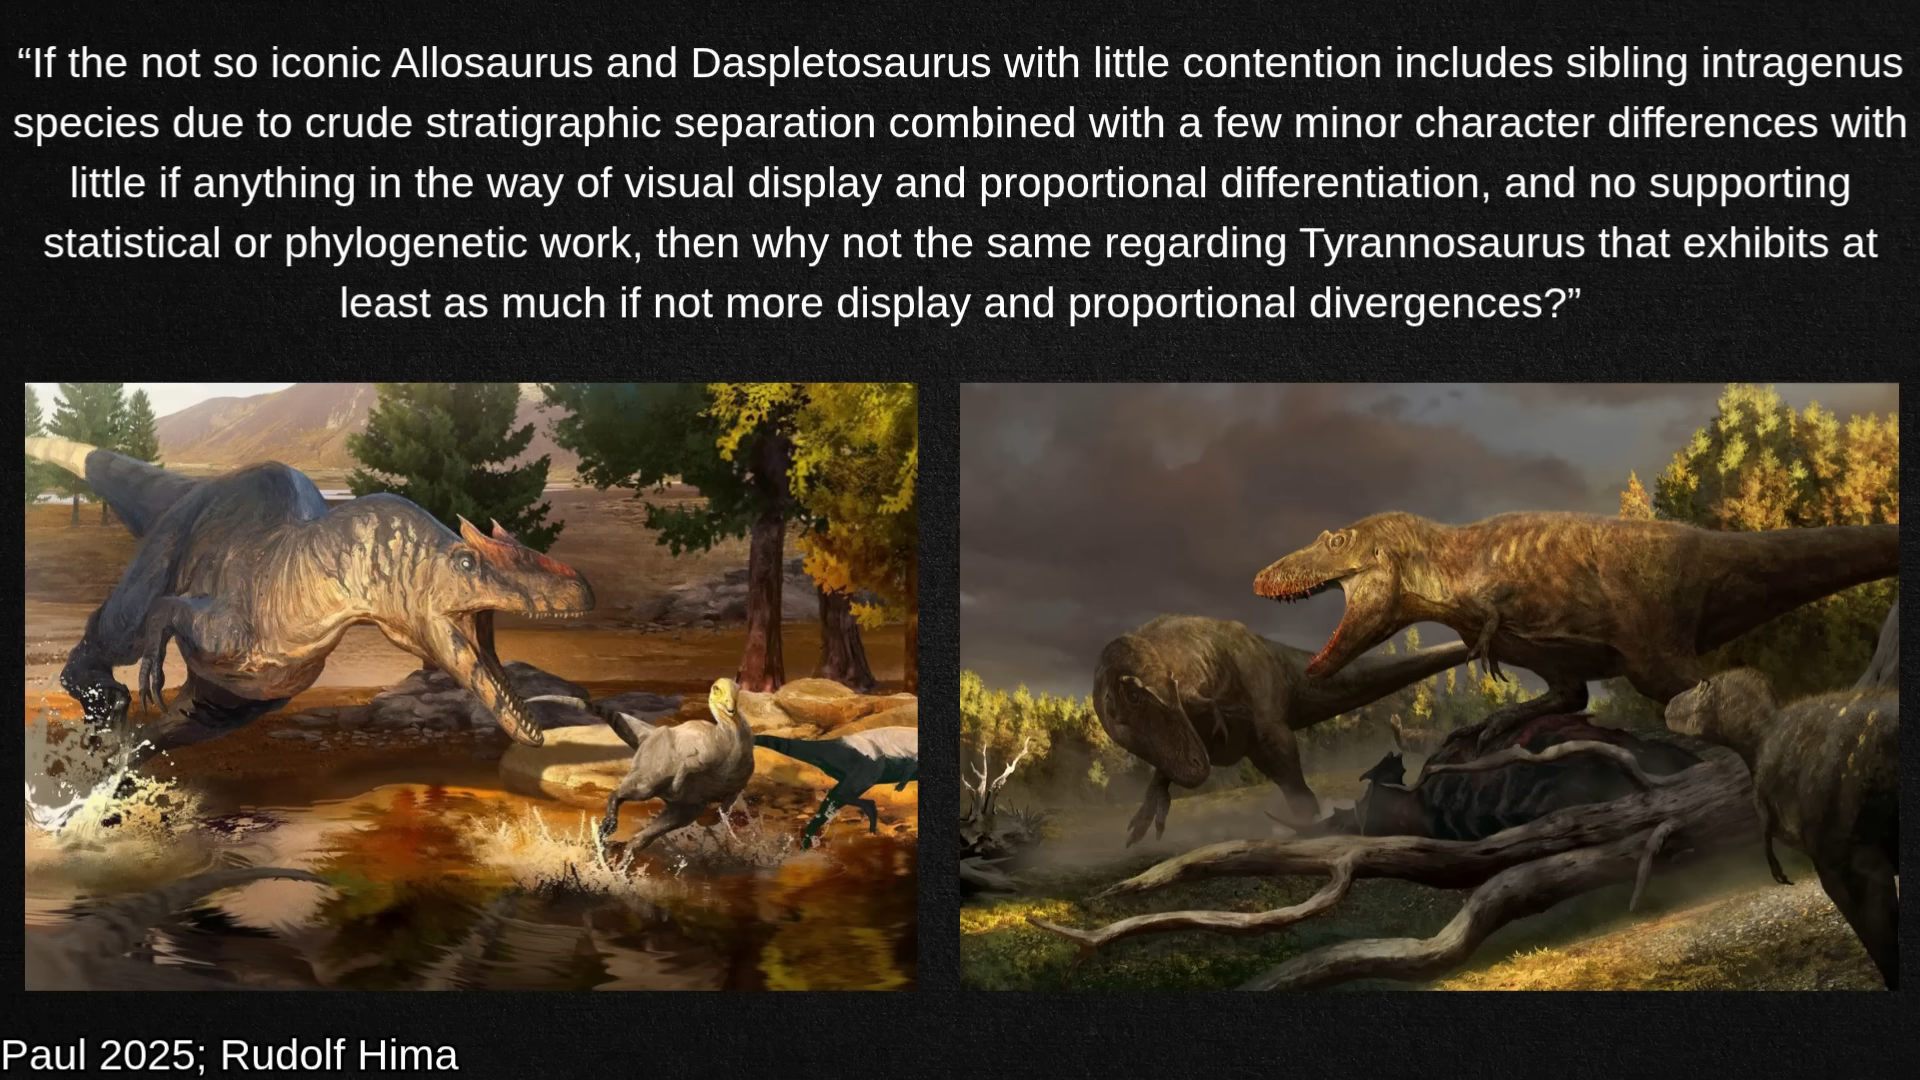 “If the not so iconic Allosaurus and Daspletosaurus with little contention includes sibling intragenus
species due to crude stratigraphic separation combined with a few minor character differences with
little if anything in the way of visual display and proportional differentiation, and no supporting
statistical or phylogenetic work, then why not the same regarding Tyrannosaurus that exhibits at
least as much if not more display and proportional divergences?”
Paul 2025; Rudolf Hima